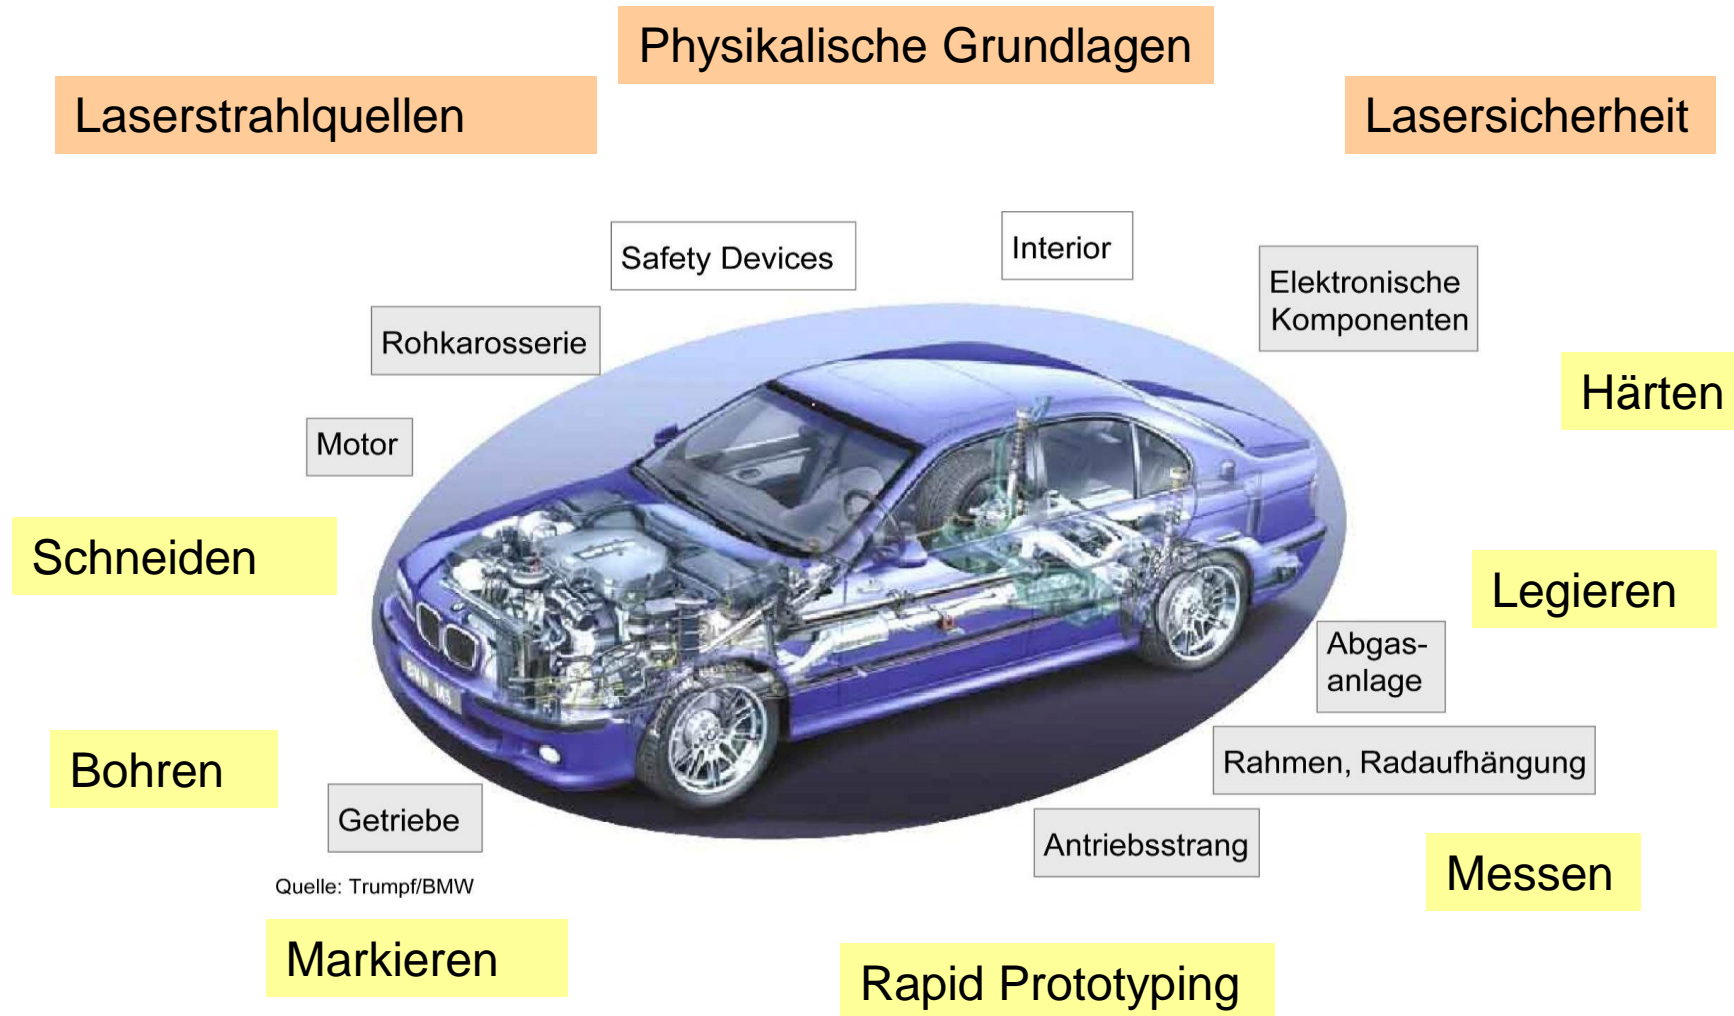 Physikalische Grundlagen
Laserstrahlquellen
Lasersicherheit
Safety Devices
Interior
Elektronische
Komponenten
Rohkarosserie
Härten
Motor
Schneiden
Legieren
Abgas-
anlage
Bohren
Rahmen, Radaufhängung
Getriebe
Antriebsstrang
Messen
Quelle: Trumpf/BMW
Markieren
Rapid Prototyping